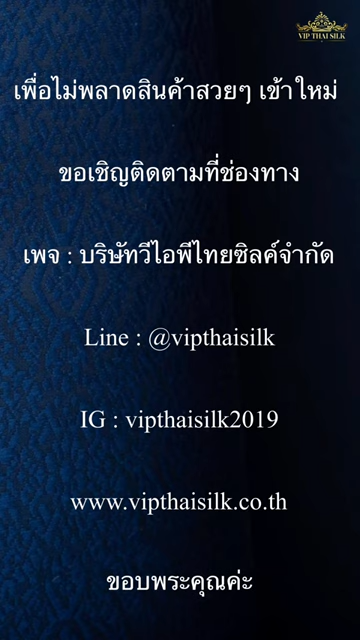 VIP THAI SILK
เพื่อไม่พลาดสินค้าสวยๆ เข้าใหม่
ขอเชิญติดตามที่ช่องทาง
เพจ : บริษัทวีไอพีไทยซิลค์จำกัด
Line : @vipthaisilk
IG : vipthaisilk2019
www.vipthaisilk.co.th
ขอบพระคุณค่ะ